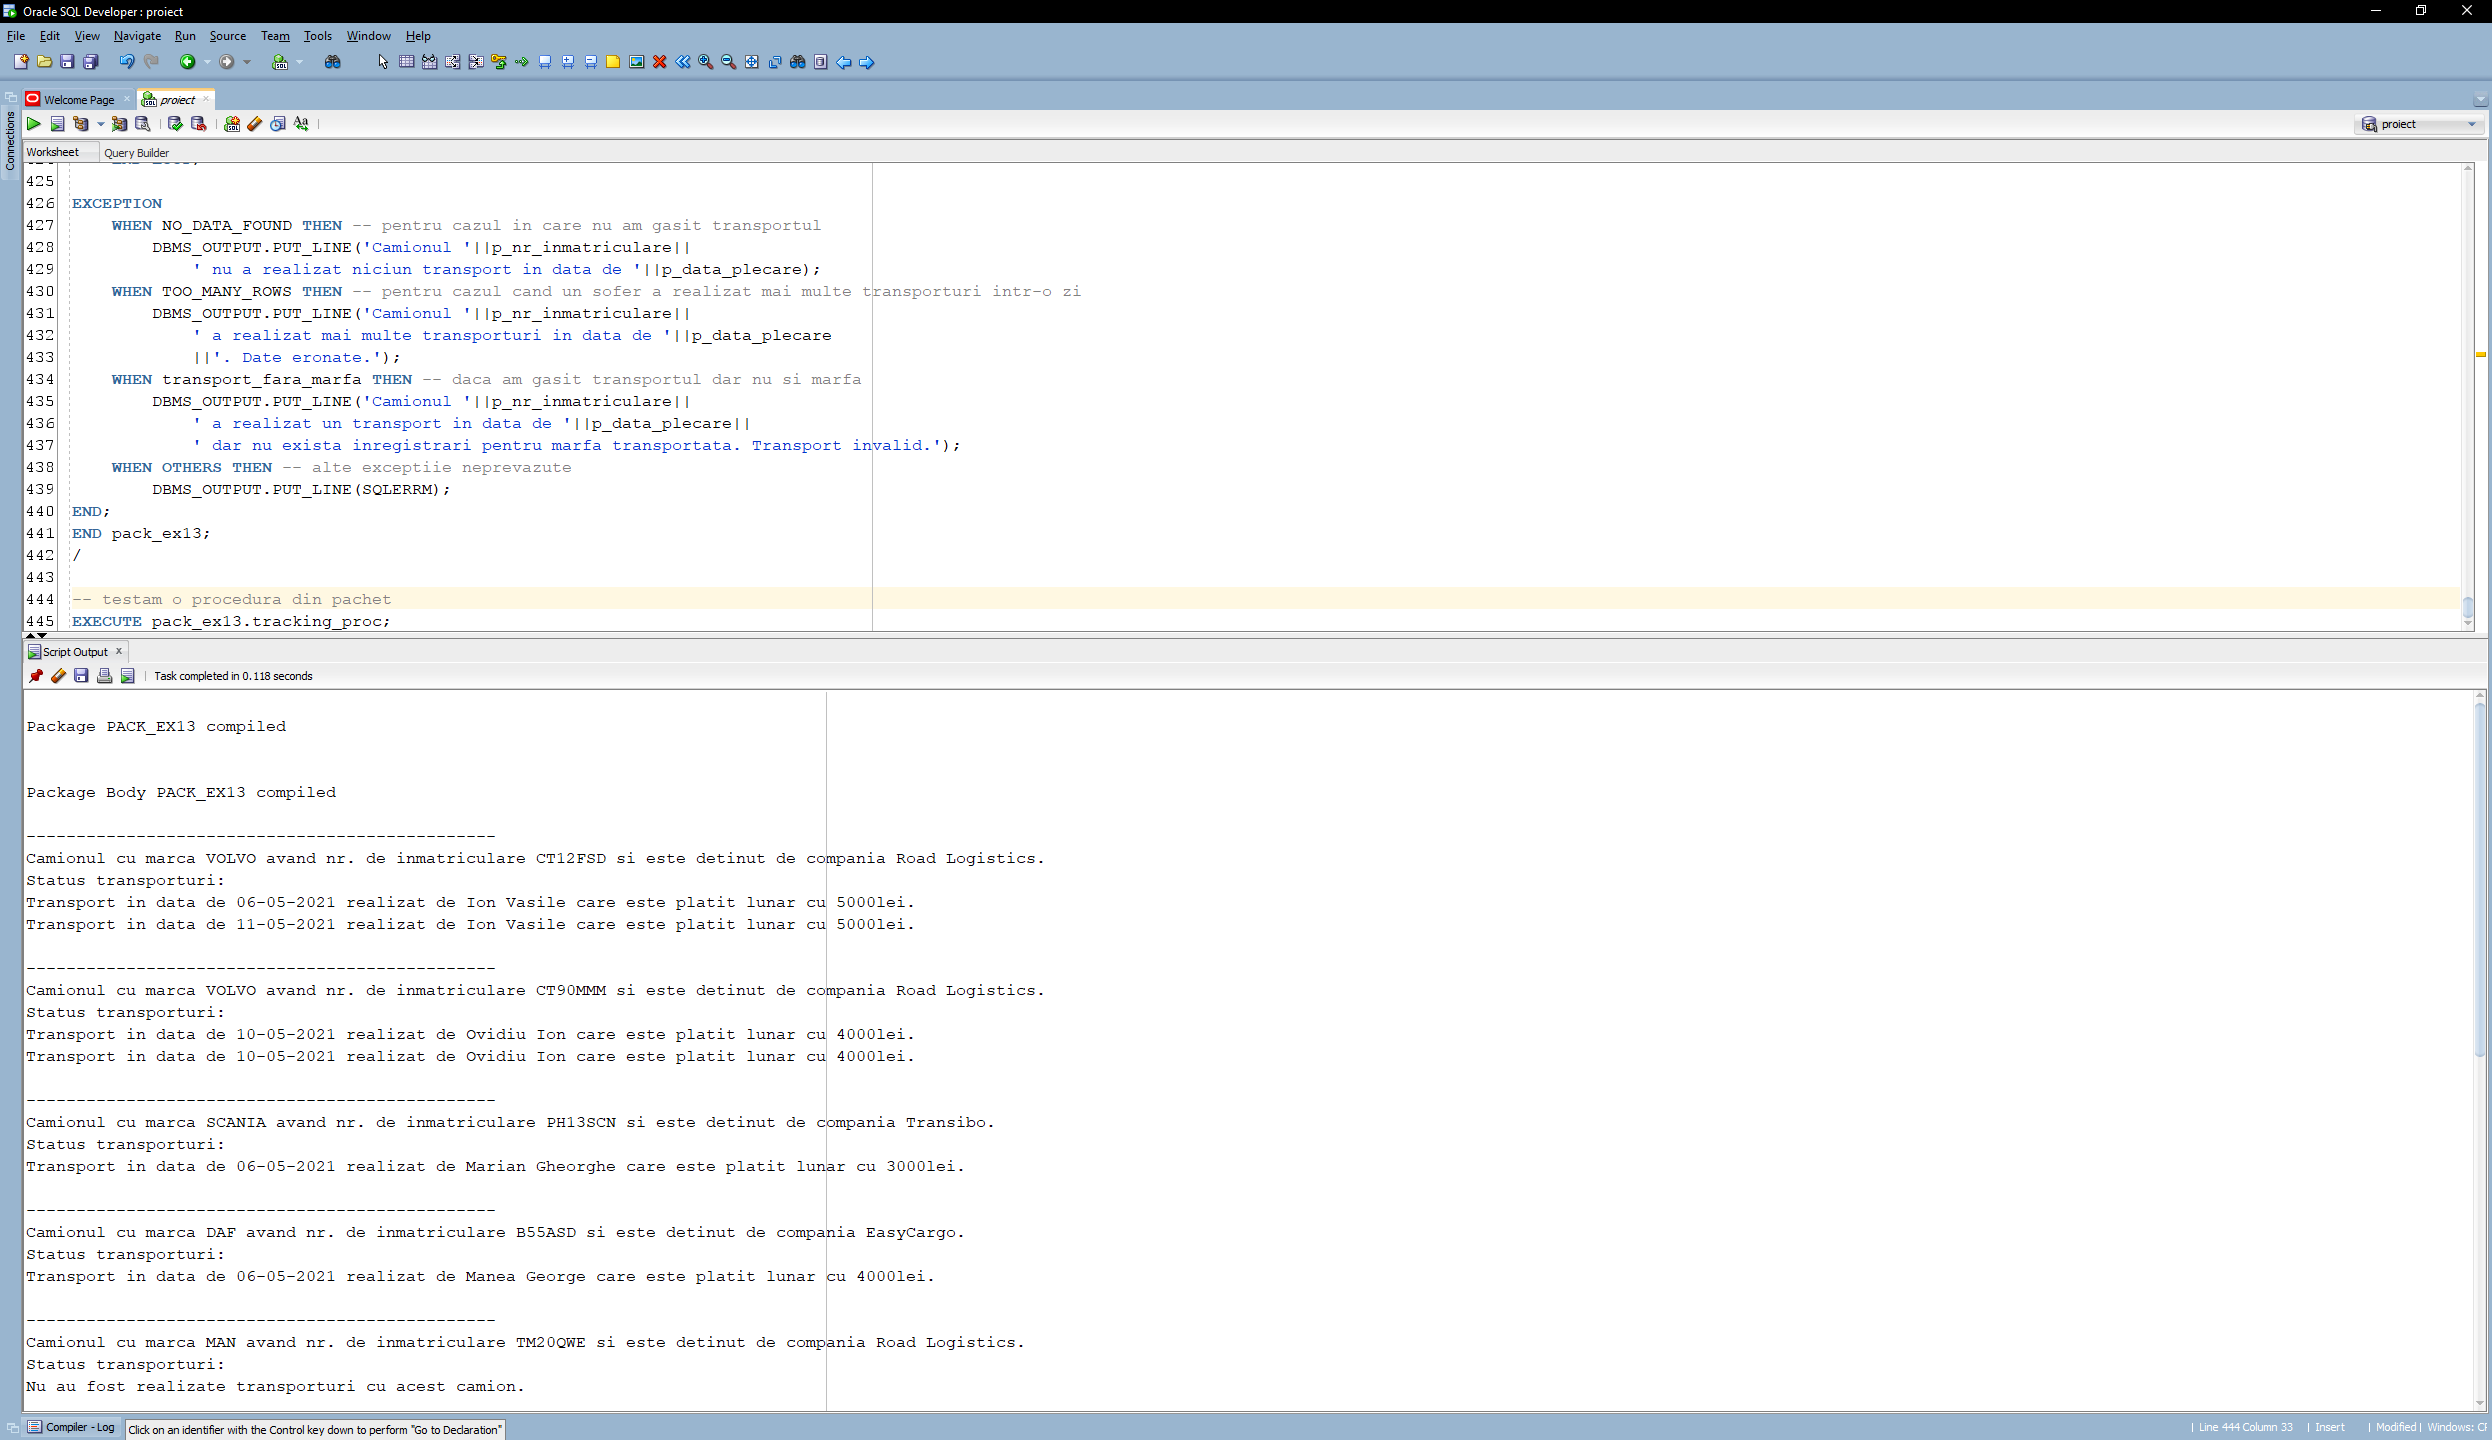 Oracle SQL Developer : proiect
File Edit View Navigate Run Source Team Tools Window Help
Connections
Welcome Page proiect
proiect
Worksheet Query Builder
425
426 EXCEPTION
427 WHEN NO_DATA_FOUND THEN -- pentru cazul in care nu am gasit transportul
428 DBMS_OUTPUT.PUT_LINE('Camionul '||p_nr_inmatriculare||
429 ' nu a realizat niciun transport in data de '||p_data_plecare);
430 WHEN TOO_MANY_ROWS THEN -- pentru cazul cand un sofer a realizat mai multe transporturi intr-o zi
431 DBMS_OUTPUT.PUT_LINE('Camionul '||p_nr_inmatriculare||
432 ' a realizat mai multe transporturi in data de '||p_data_plecare
433 ||'. Date eronate.');
434 WHEN transport_fara_marfa THEN -- daca am gasit transportul dar nu si marfa
435 DBMS_OUTPUT.PUT_LINE('Camionul '||p_nr_inmatriculare||
436 ' a realizat un transport in data de '||p_data_plecare||
437 ' dar nu exista inregistrari pentru marfa transportata. Transport invalid.');
438 WHEN OTHERS THEN -- alte exceptiie neprevazute
439 DBMS_OUTPUT.PUT_LINE(SQLERRM);
440 END;
441 END pack_ex13;
442 /
443
444 -- testam o procedura din pachet
445 EXECUTE pack_ex13.tracking_proc;
Script Output x
Task completed in 0.118 seconds
Package PACK_EX13 compiled
Package Body PACK_EX13 compiled
-----------------------------------------------
Camionul cu marca VOLVO avand nr. de inmatriculare CT12FSD si este detinut de compania Road Logistics.
Status transporturi:
Transport in data de 06-05-2021 realizat de Ion Vasile care este platit lunar cu 5000lei.
Transport in data de 11-05-2021 realizat de Ion Vasile care este platit lunar cu 5000lei.
-----------------------------------------------
Camionul cu marca VOLVO avand nr. de inmatriculare CT90MMM si este detinut de compania Road Logistics.
Status transporturi:
Transport in data de 10-05-2021 realizat de Ovidiu Ion care este platit lunar cu 4000lei.
Transport in data de 10-05-2021 realizat de Ovidiu Ion care este platit lunar cu 4000lei.
-----------------------------------------------
Camionul cu marca SCANIA avand nr. de inmatriculare PH13SCN si este detinut de compania Transibo.
Status transporturi:
Transport in data de 06-05-2021 realizat de Marian Gheorghe care este platit lunar cu 3000lei.
-----------------------------------------------
Camionul cu marca DAF avand nr. de inmatriculare B55ASD si este detinut de compania EasyCargo.
Status transporturi:
Transport in data de 06-05-2021 realizat de Manea George care este platit lunar cu 4000lei.
-----------------------------------------------
Camionul cu marca MAN avand nr. de inmatriculare TM20QWE si este detinut de compania Road Logistics.
Status transporturi:
Nu au fost realizate transporturi cu acest camion.
Compiler - Log Click on an identifier with the Control key down to perform "Go to Declaration" | Line 444 Column 33 | Insert | Modified | Windows: